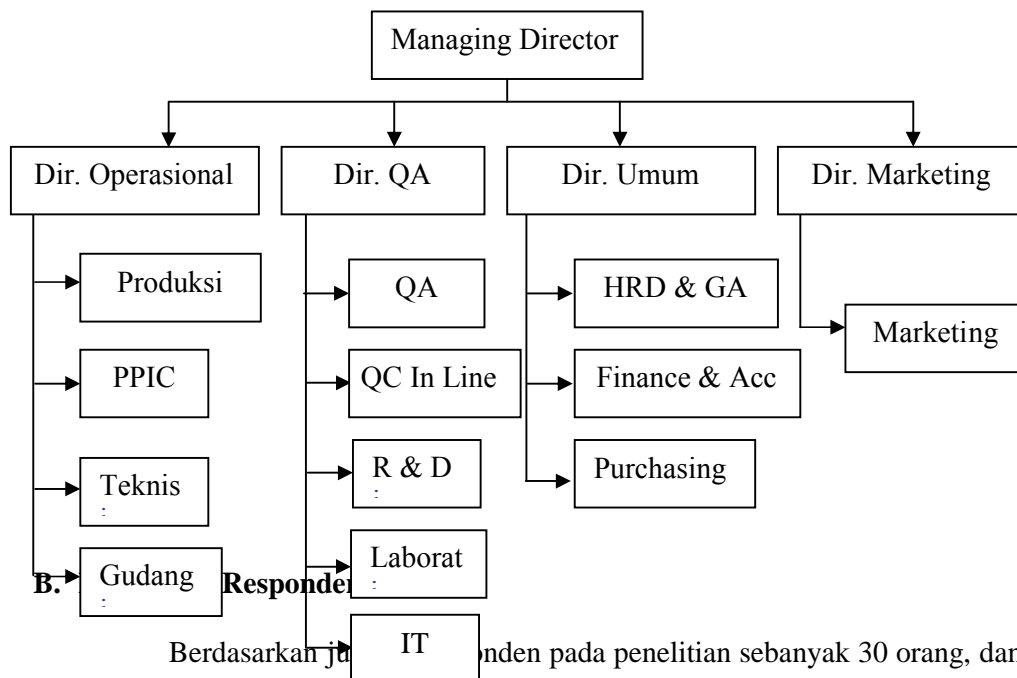 Managing Director
Dir. Operasional
Dir. QA
Dir. Umum
Dir. Marketing
Produksi
PPIC
Teknis
Gudang
QA
QC In Line
R & D
Laborat
IT
HRD & GA
Finance & Acc
Purchasing
Marketing
B. Responden
Berdasarkan pada penelitian sebanyak 30 orang, dan